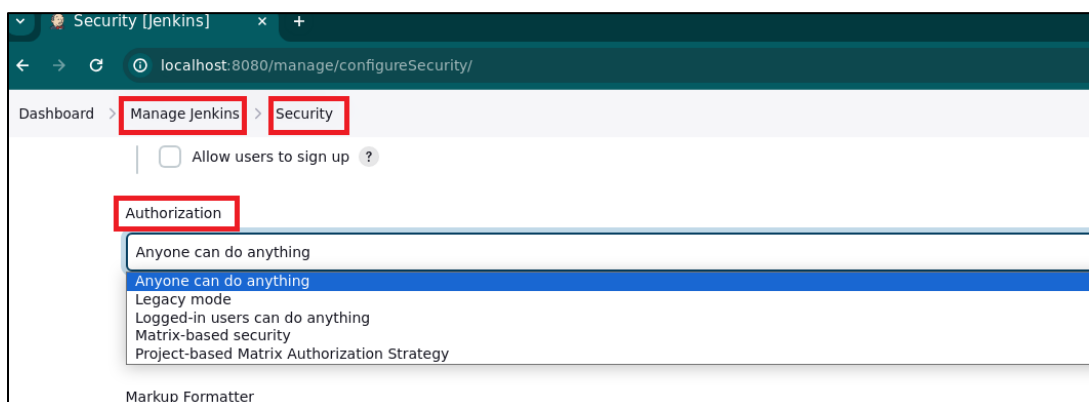 Security [Jenkins] × +
localhost:8080/manage/configureSecurity/
Dashboard > Manage Jenkins > Security
Allow users to sign up ?
Authorization
Anyone can do anything
Anyone can do anything
Legacy mode
Logged-in users can do anything
Matrix-based security
Project-based Matrix Authorization Strategy
Markup Formatter